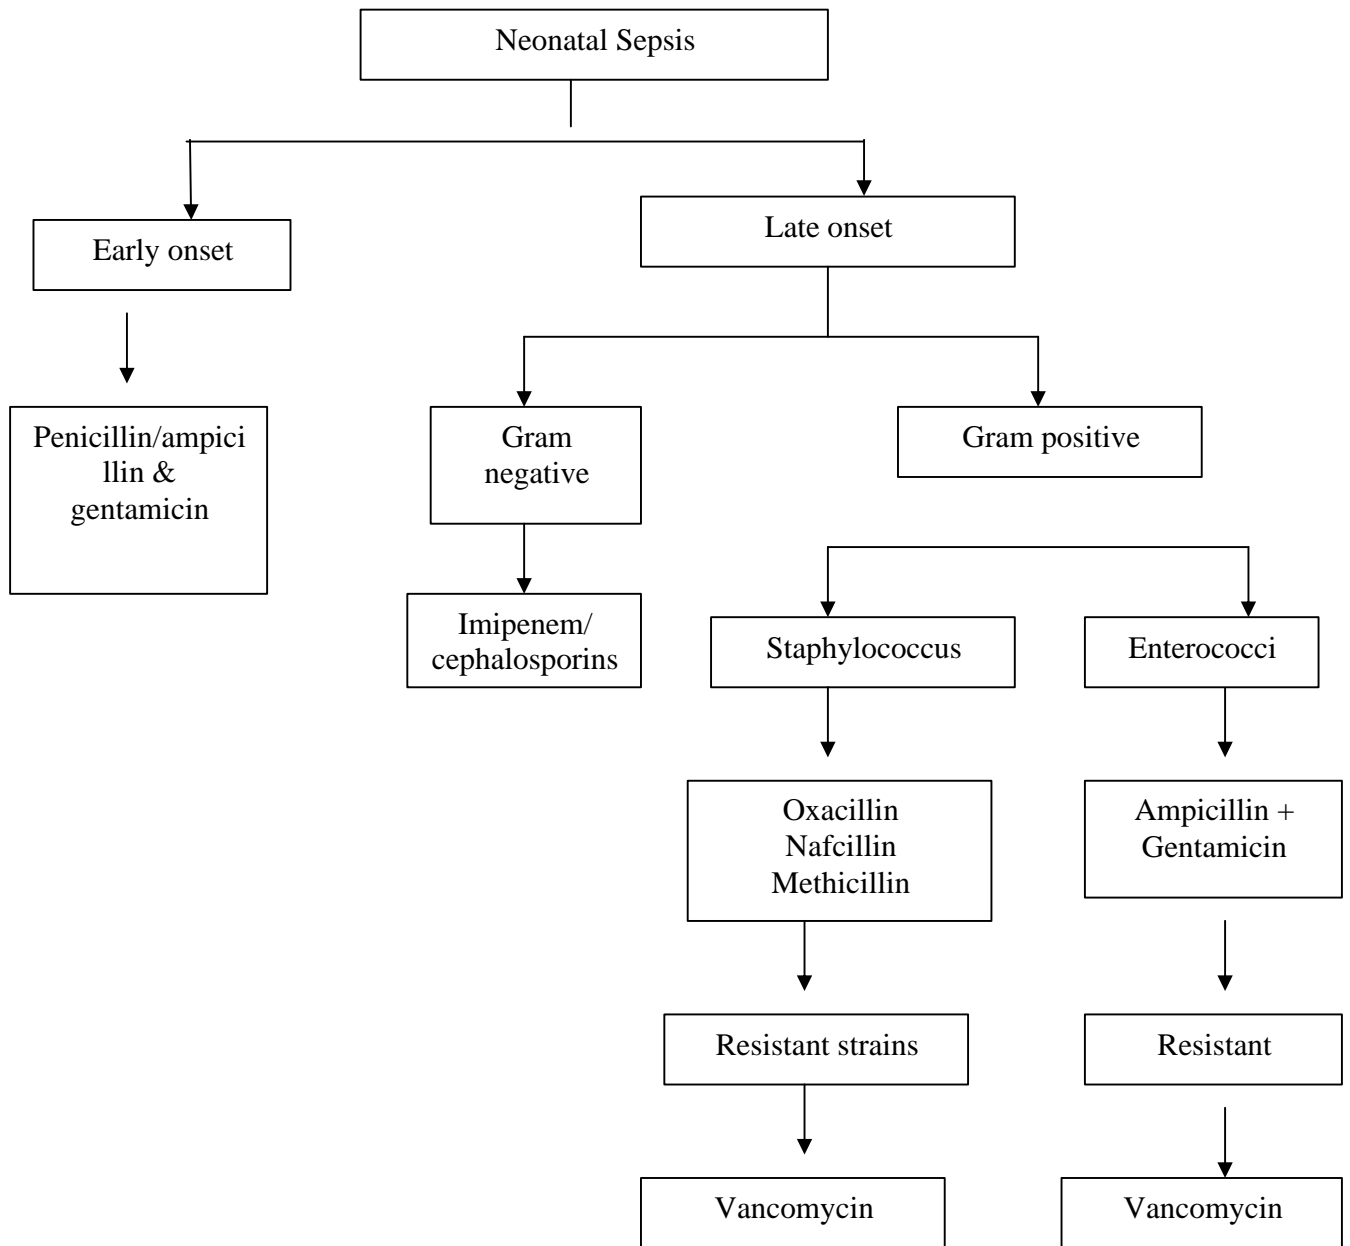 Neonatal Sepsis
Early onset
Late onset
Penicillin/ampici
llin &
gentamicin
Gram
negative
Gram positive
Imipenem/
cephalosporins
Staphylococcus
Enterococci
Oxacillin
Nafcillin
Methicillin
Ampicillin +
Gentamicin
Resistant strains
Resistant
Vancomycin
Vancomycin